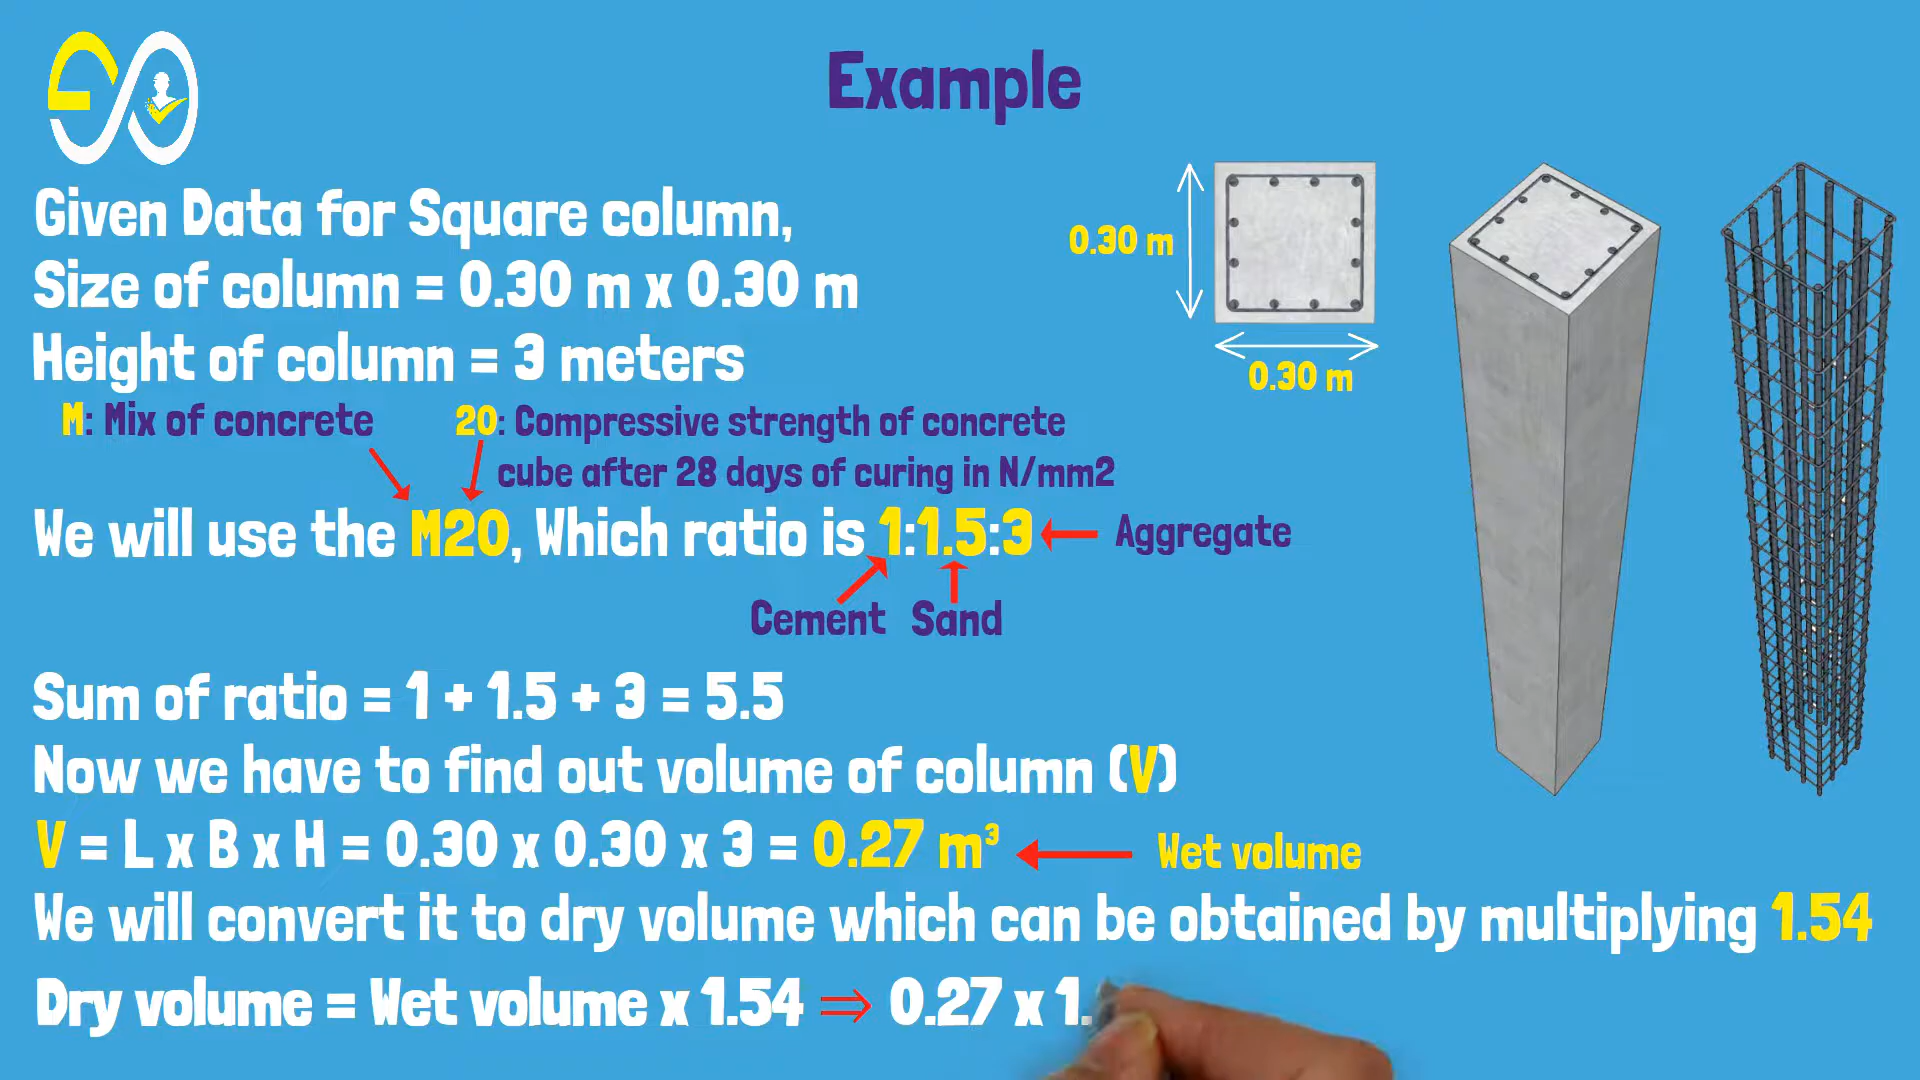 Example
Given Data for Square column,
Size of column = 0.30 m x 0.30 m
Height of column = 3 meters
0.30 m
0.30 m
M: Mix of concrete
20: Compressive strength of concrete
cube after 28 days of curing in N/mm2
We will use the M20, Which ratio is 1:1.5:3
Aggregate
Cement Sand
Sum of ratio = 1 + 1.5 + 3 = 5.5
Now we have to find out volume of column (V)
V = L x B x H = 0.30 x 0.30 x 3 = 0.27 m³
Wet volume
We will convert it to dry volume which can be obtained by multiplying 1.54
Dry volume = Wet volume x 1.54 ⇒ 0.27 x 1.